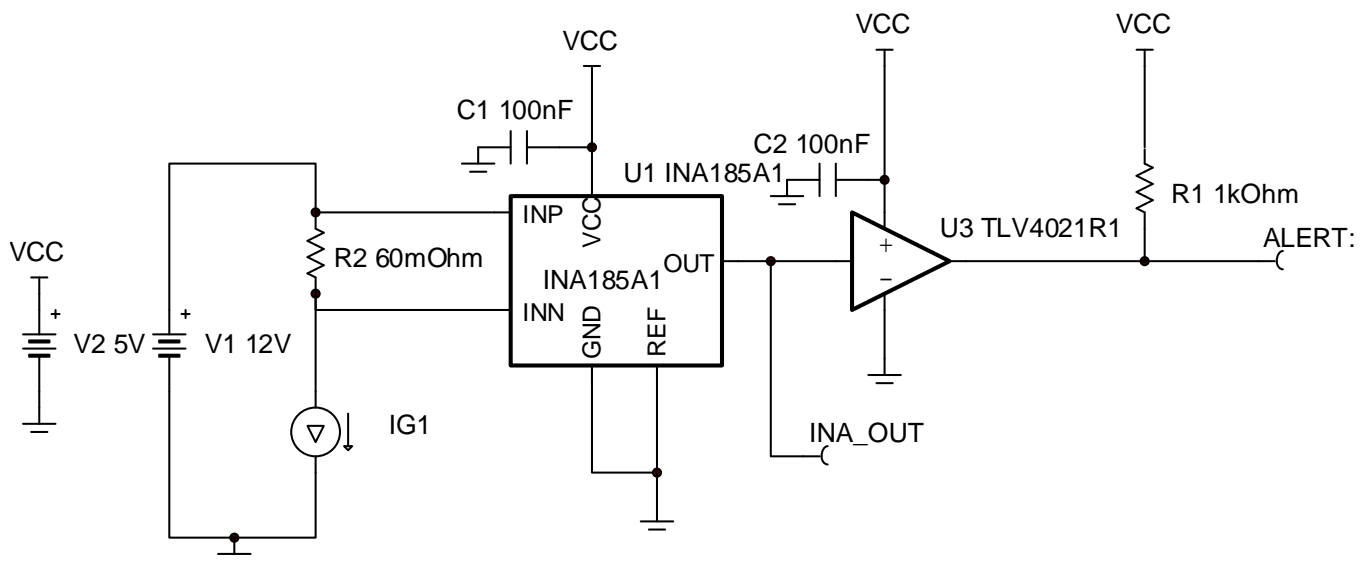 VCC
VCC
VCC
C1 100nF
C2 100nF
U1 INA185A1
INP
VCC
R1 1kOhm
U3 TLV4021R1
ALERT:
VCC
R2 60mOhm
OUT
INA185A1
+
−
INN
GND
REF
+
V2 5V
+
V1 12V
IG1
INA_OUT